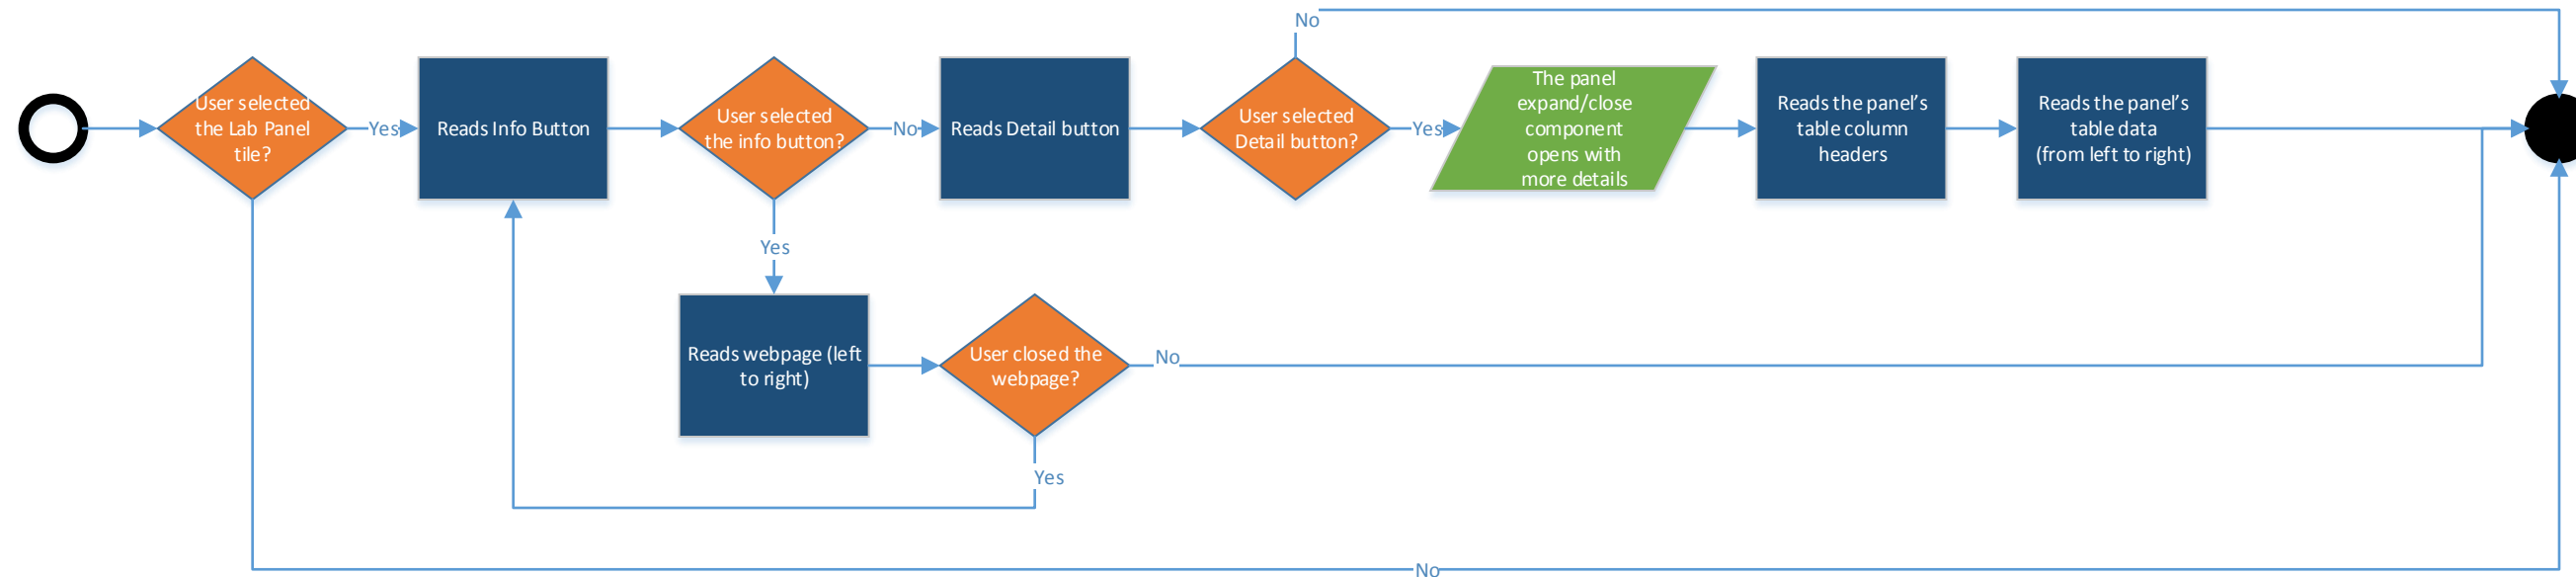 No
User selected
the Lab Panel
tile?
Yes
Reads Info Button
User selected
the info button?
No
Reads Detail button
User selected
Detail button?
Yes
The panel
expand/close
component
opens with
more details
Reads the panel's
table column
headers
Reads the panel's
table data
(from left to right)
Yes
Reads webpage (left
to right)
User closed the
webpage?
No
Yes
No